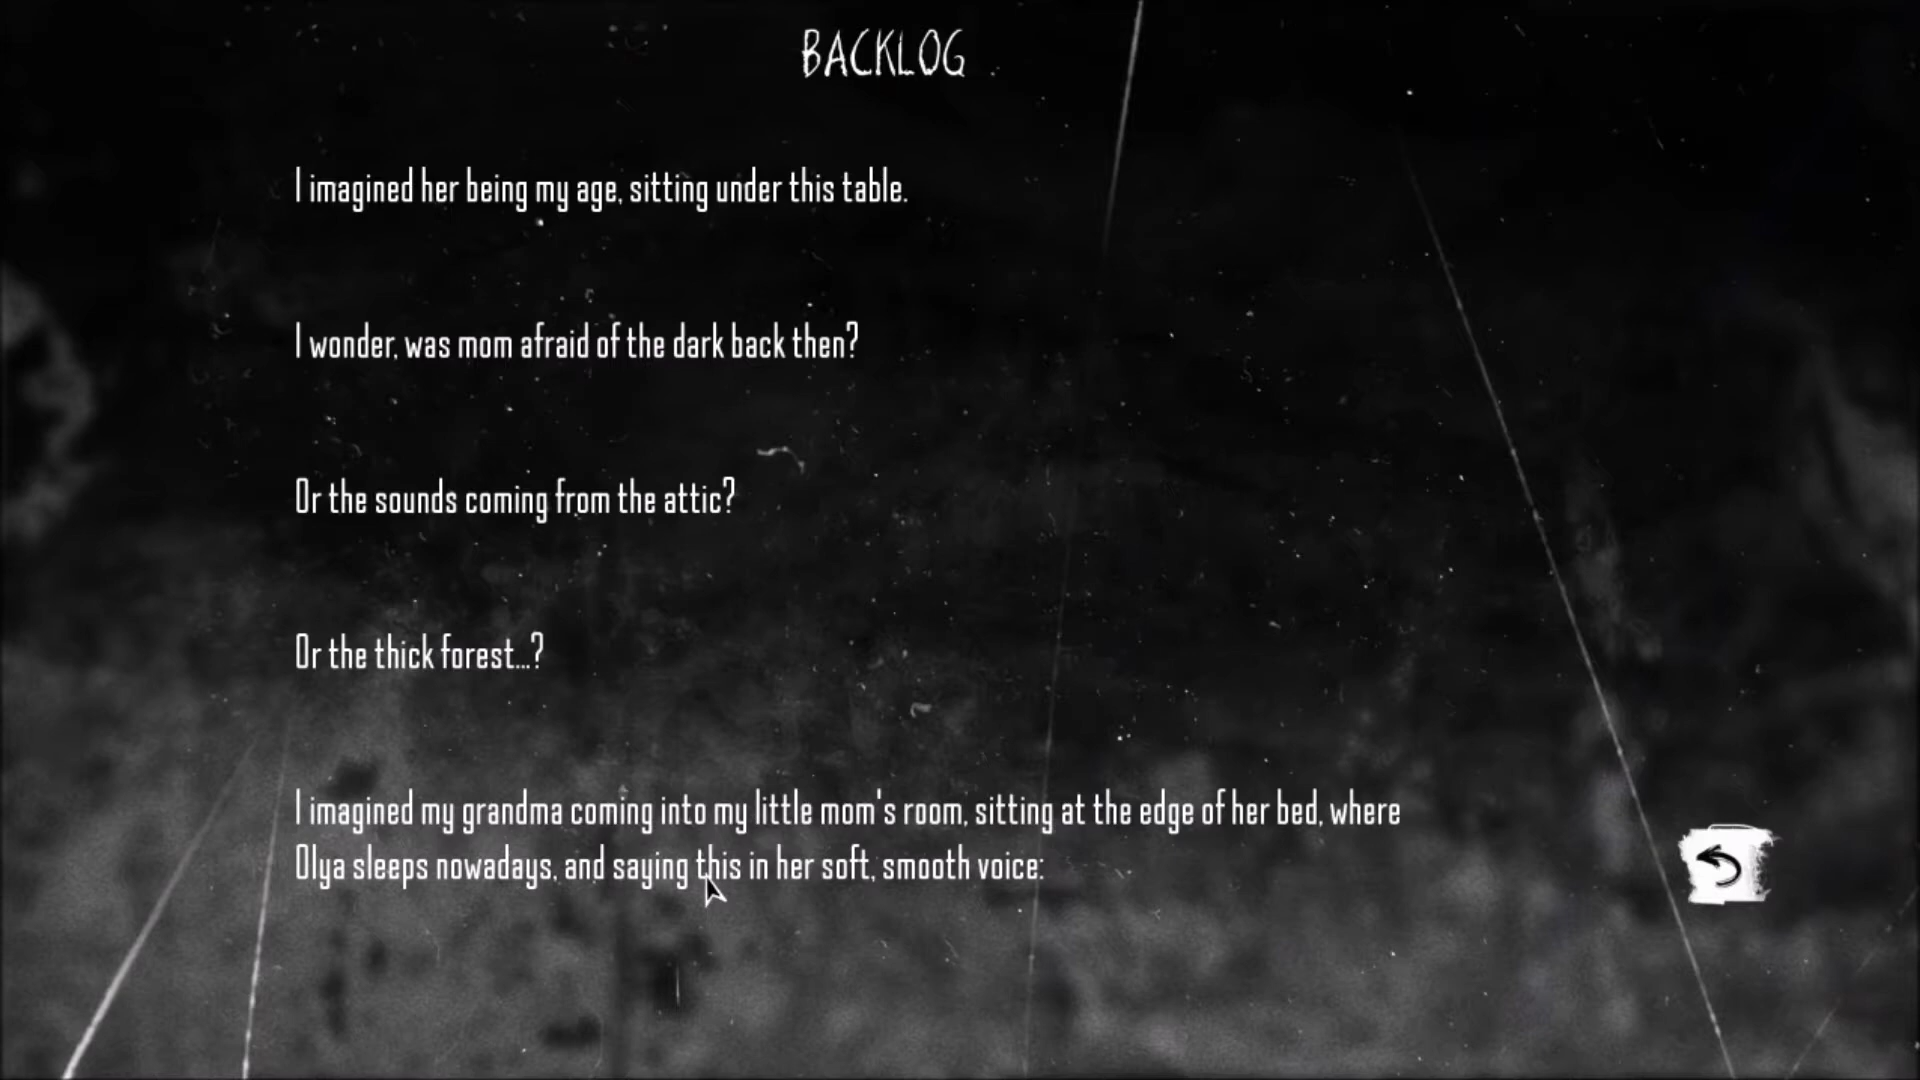 BACKLOG
I imagined her being my age, sitting under this table.
I wonder, was mom afraid of the dark back then?
Or the sounds coming from the attic?
Or the thick forest...?
I imagined my grandma coming into my little mom's room, sitting at the edge of her bed, where
Olya sleeps nowadays, and saying this in her soft, smooth voice: